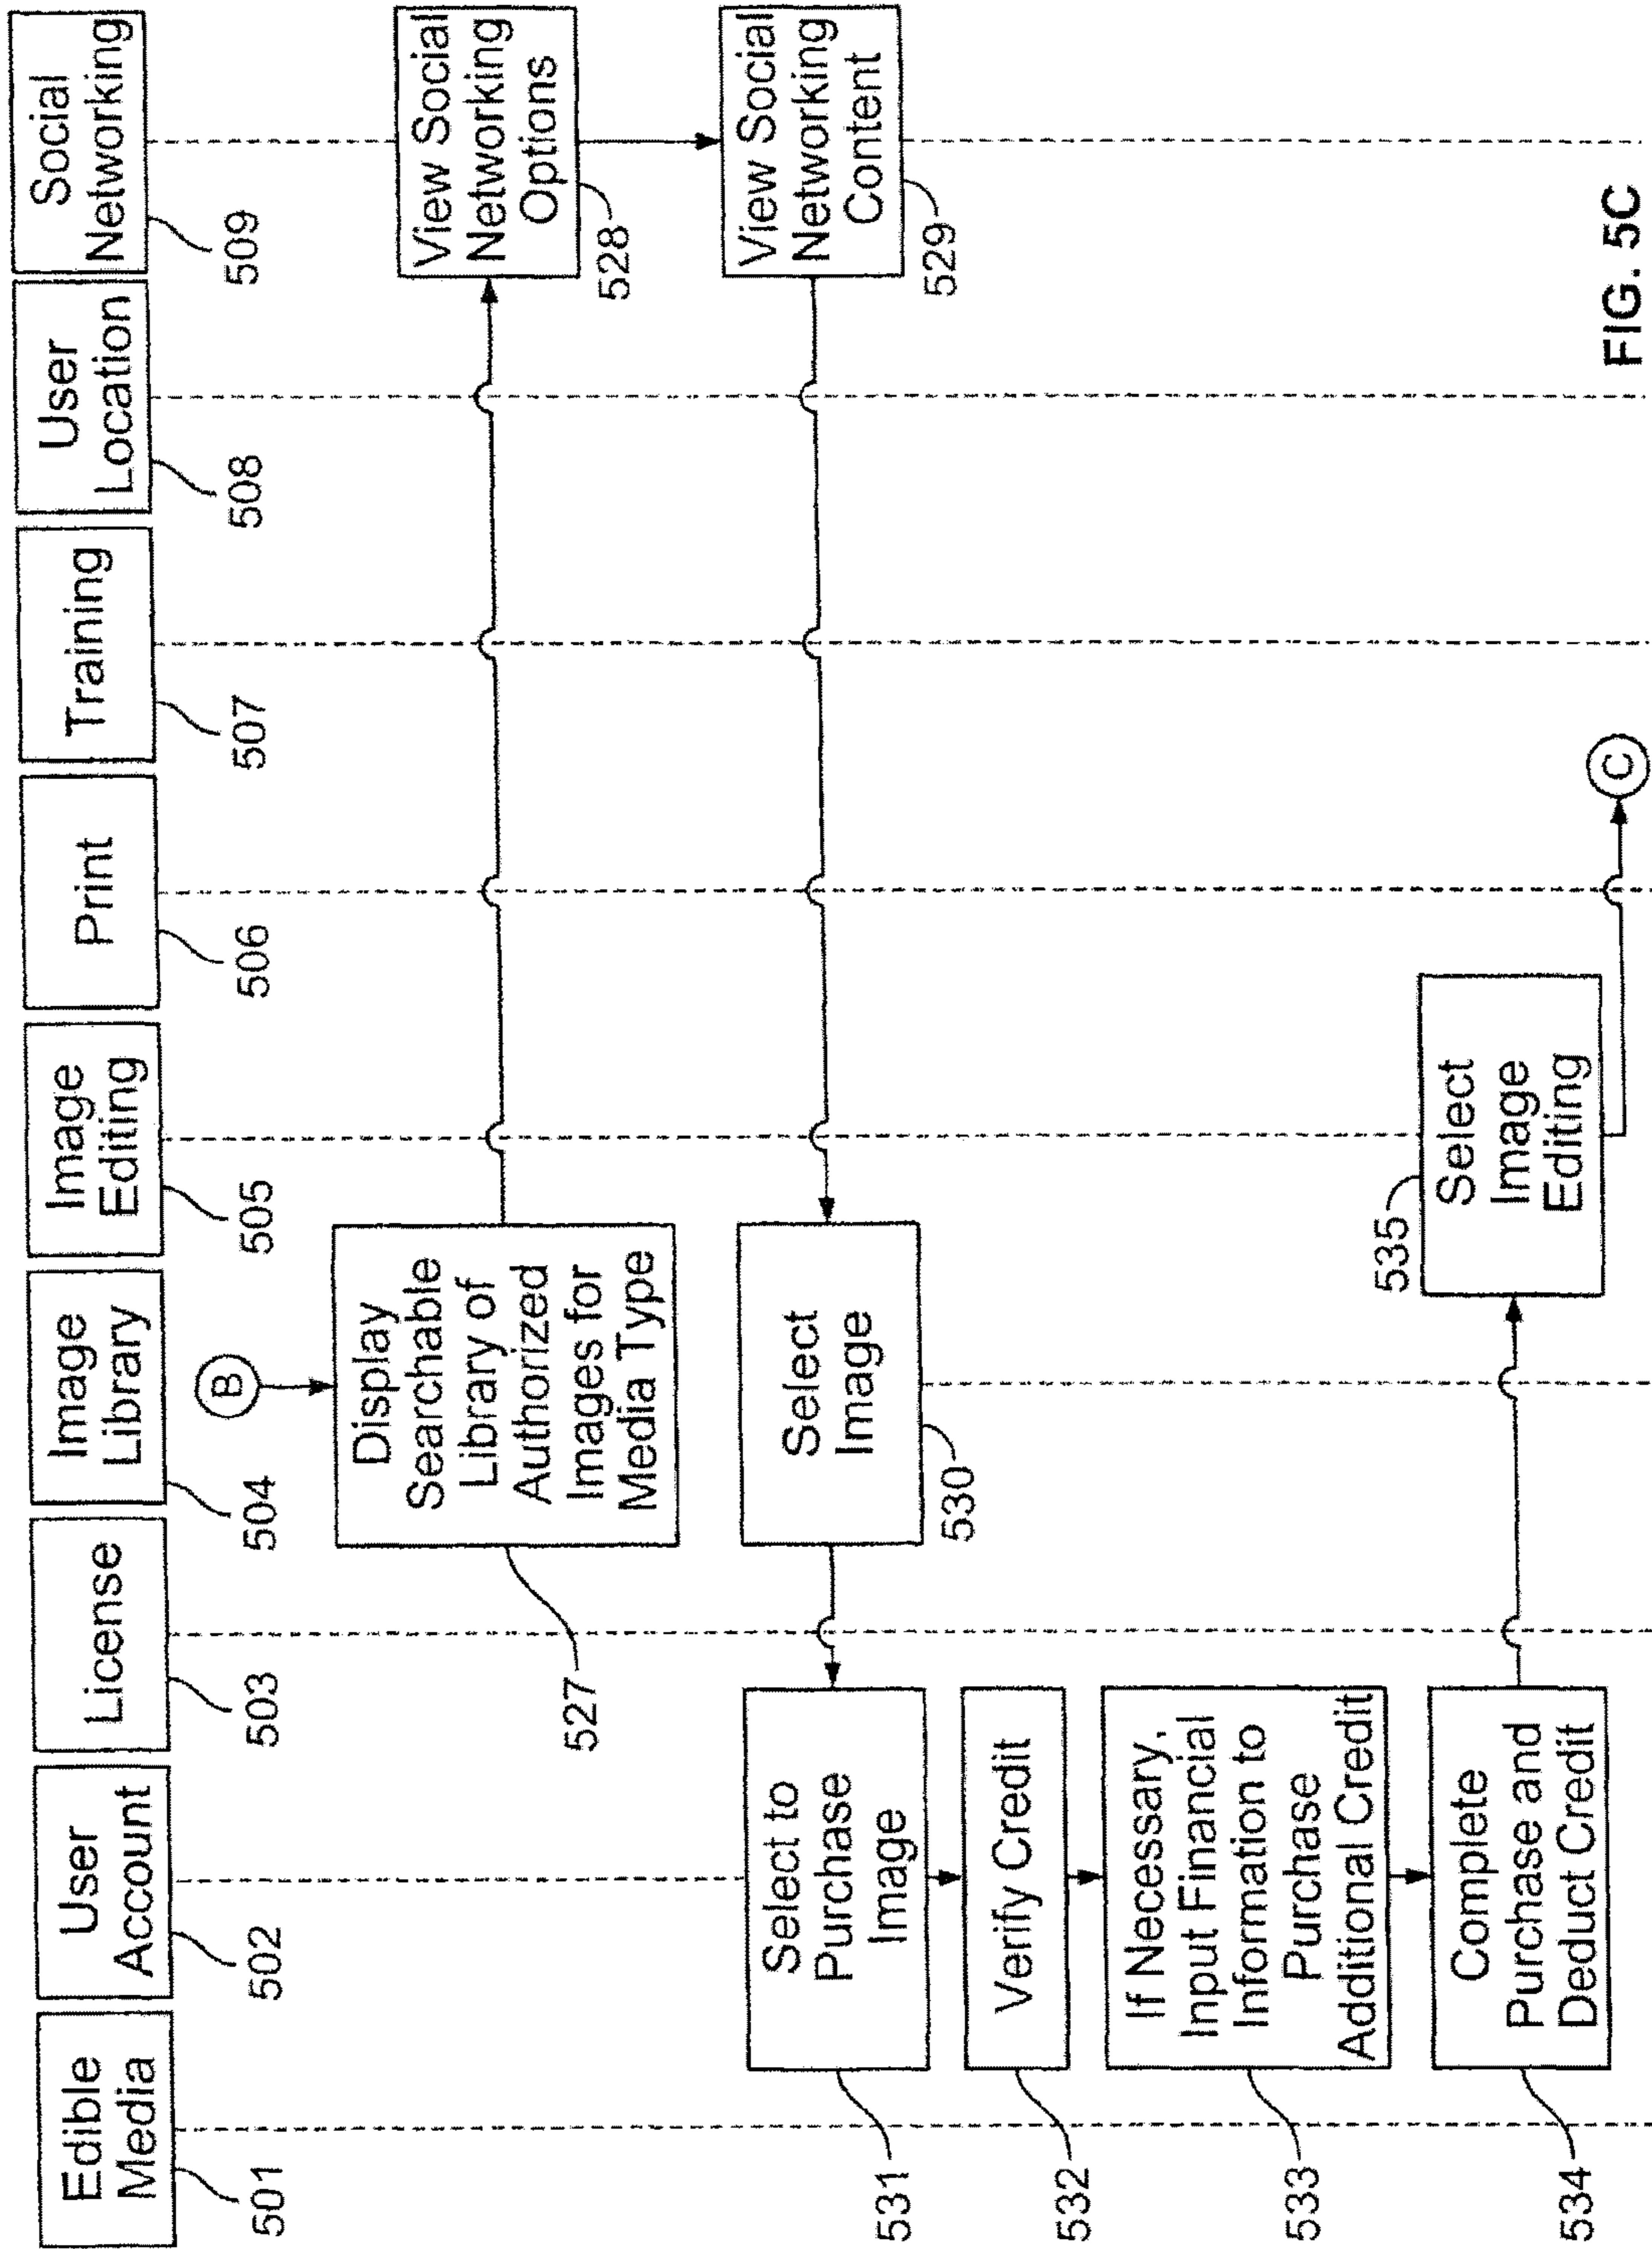 Edible
Media
501
User
Account
502
License
503
Image
Library
504
Image
Editing
505
Print
506
Training
507
User
Location
508
Social
Networking
509
B
Display
Searchable
Library of
Authorized
Images for
Media Type
527
View Social
Networking
Options
528
View Social
Networking
Content
529
Select
Image
530
Select to
Purchase
Image
531
Verify Credit
532
If Necessary,
Input Financial
Information to
Purchase
Additional Credit
533
Complete
Purchase and
Deduct Credit
534
535
Select
Image
Editing
C
FIG. 5C